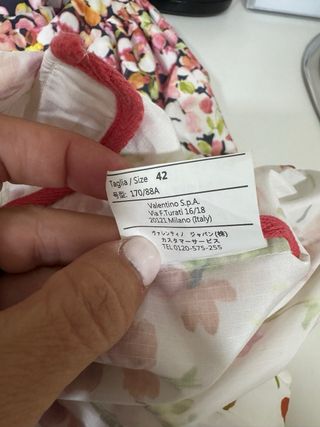 Taglia / Size 42
号型: 170/88A
Valentino S.p.A.
Via F.Turati 16/18
20121 Milano (Italy)
ヴァレンティノ ジャパン(株)
カスタマーサービス
TEL 0120-575-255